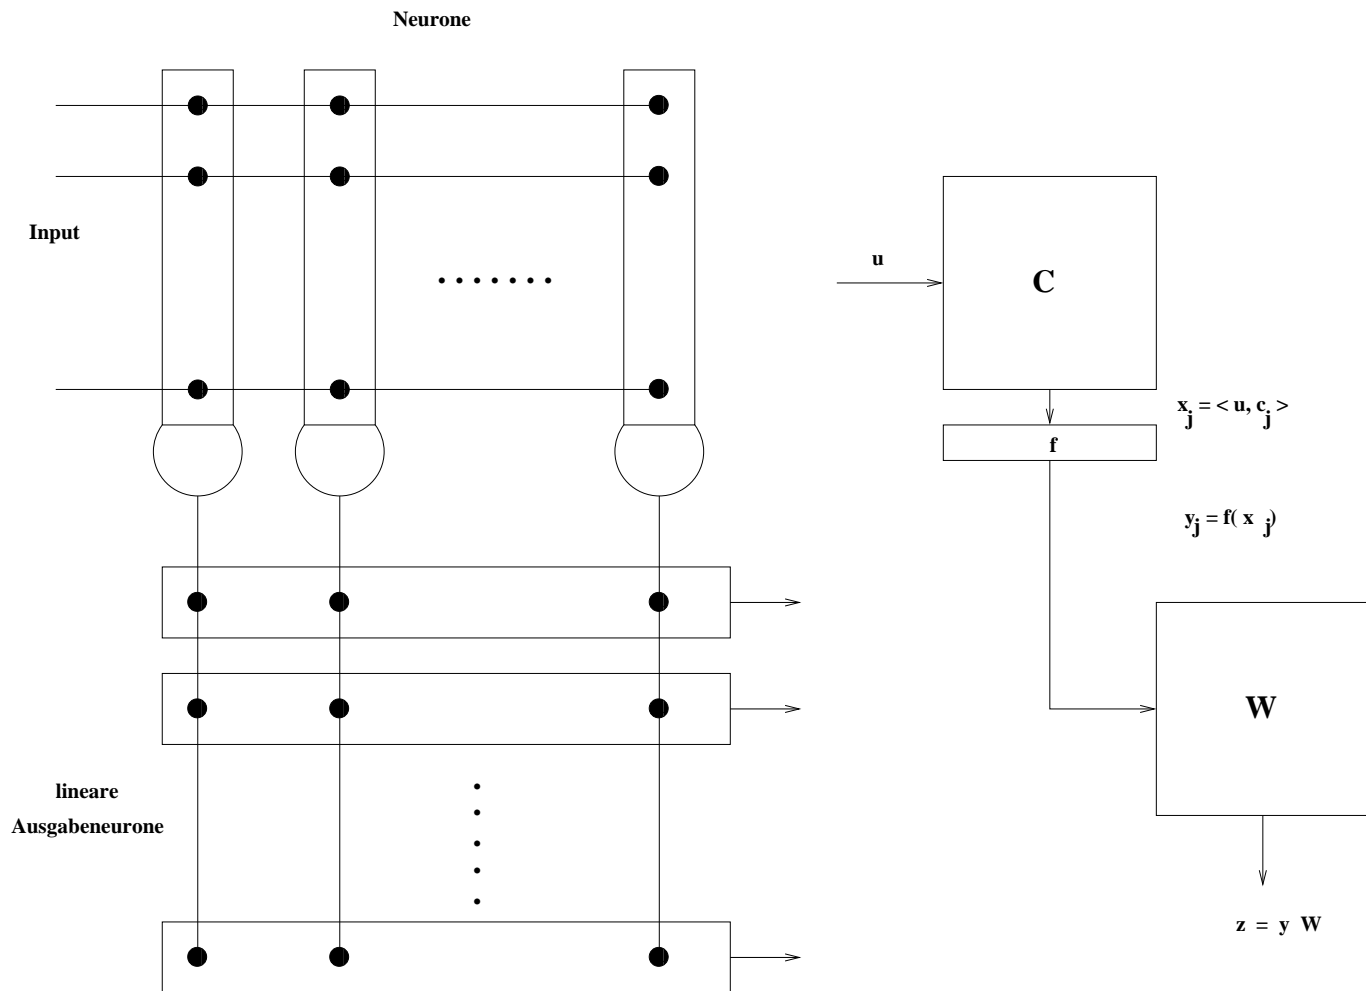 Neurone
Input
u
C
x_j = < u, c_j >
f
y_j = f( x_j )
W
lineare
Ausgabeneurone
z = y W